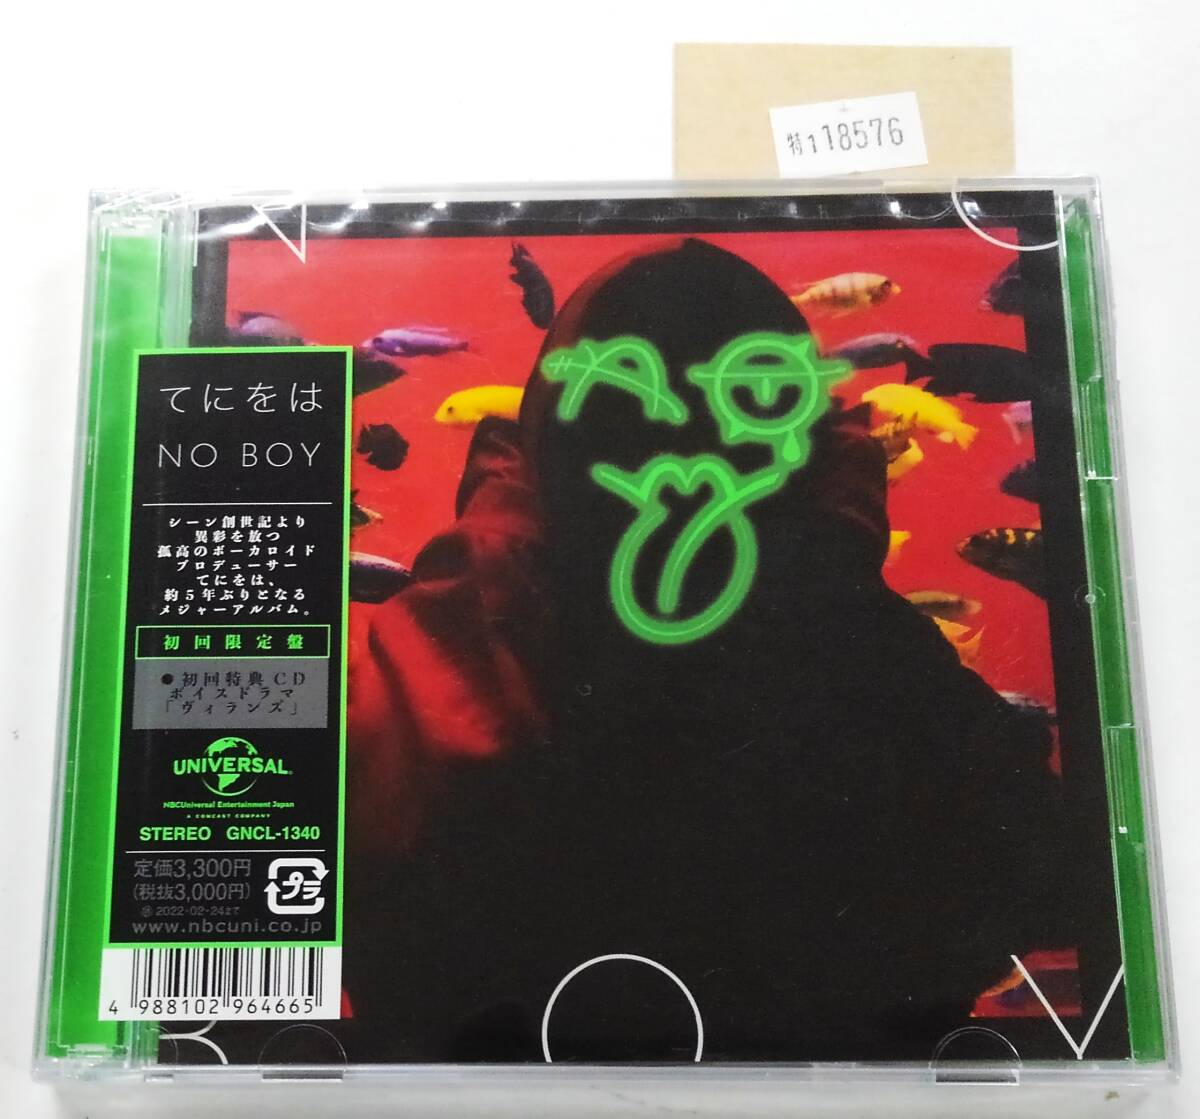 特118576
N
O
てにをは
NO BOY
シーン創世記より
異彩を放つ
孤高のボーカロイド
プロデューサー
てにをは、
約5年ぶりとなる
メジャーアルバム。
初回限定盤
●初回特典CD
ボイスドラマ
「ヴィランズ」
UNIVERSAL
NBCUniversal Entertainment Japan
A COMCAST COMPANY
STEREO GNCL-1340
定価3,300円
(税抜3,000円)
プラ
2022・02・24まで
www.nbcuni.co.jp
4 988102 964665
B
O
Y